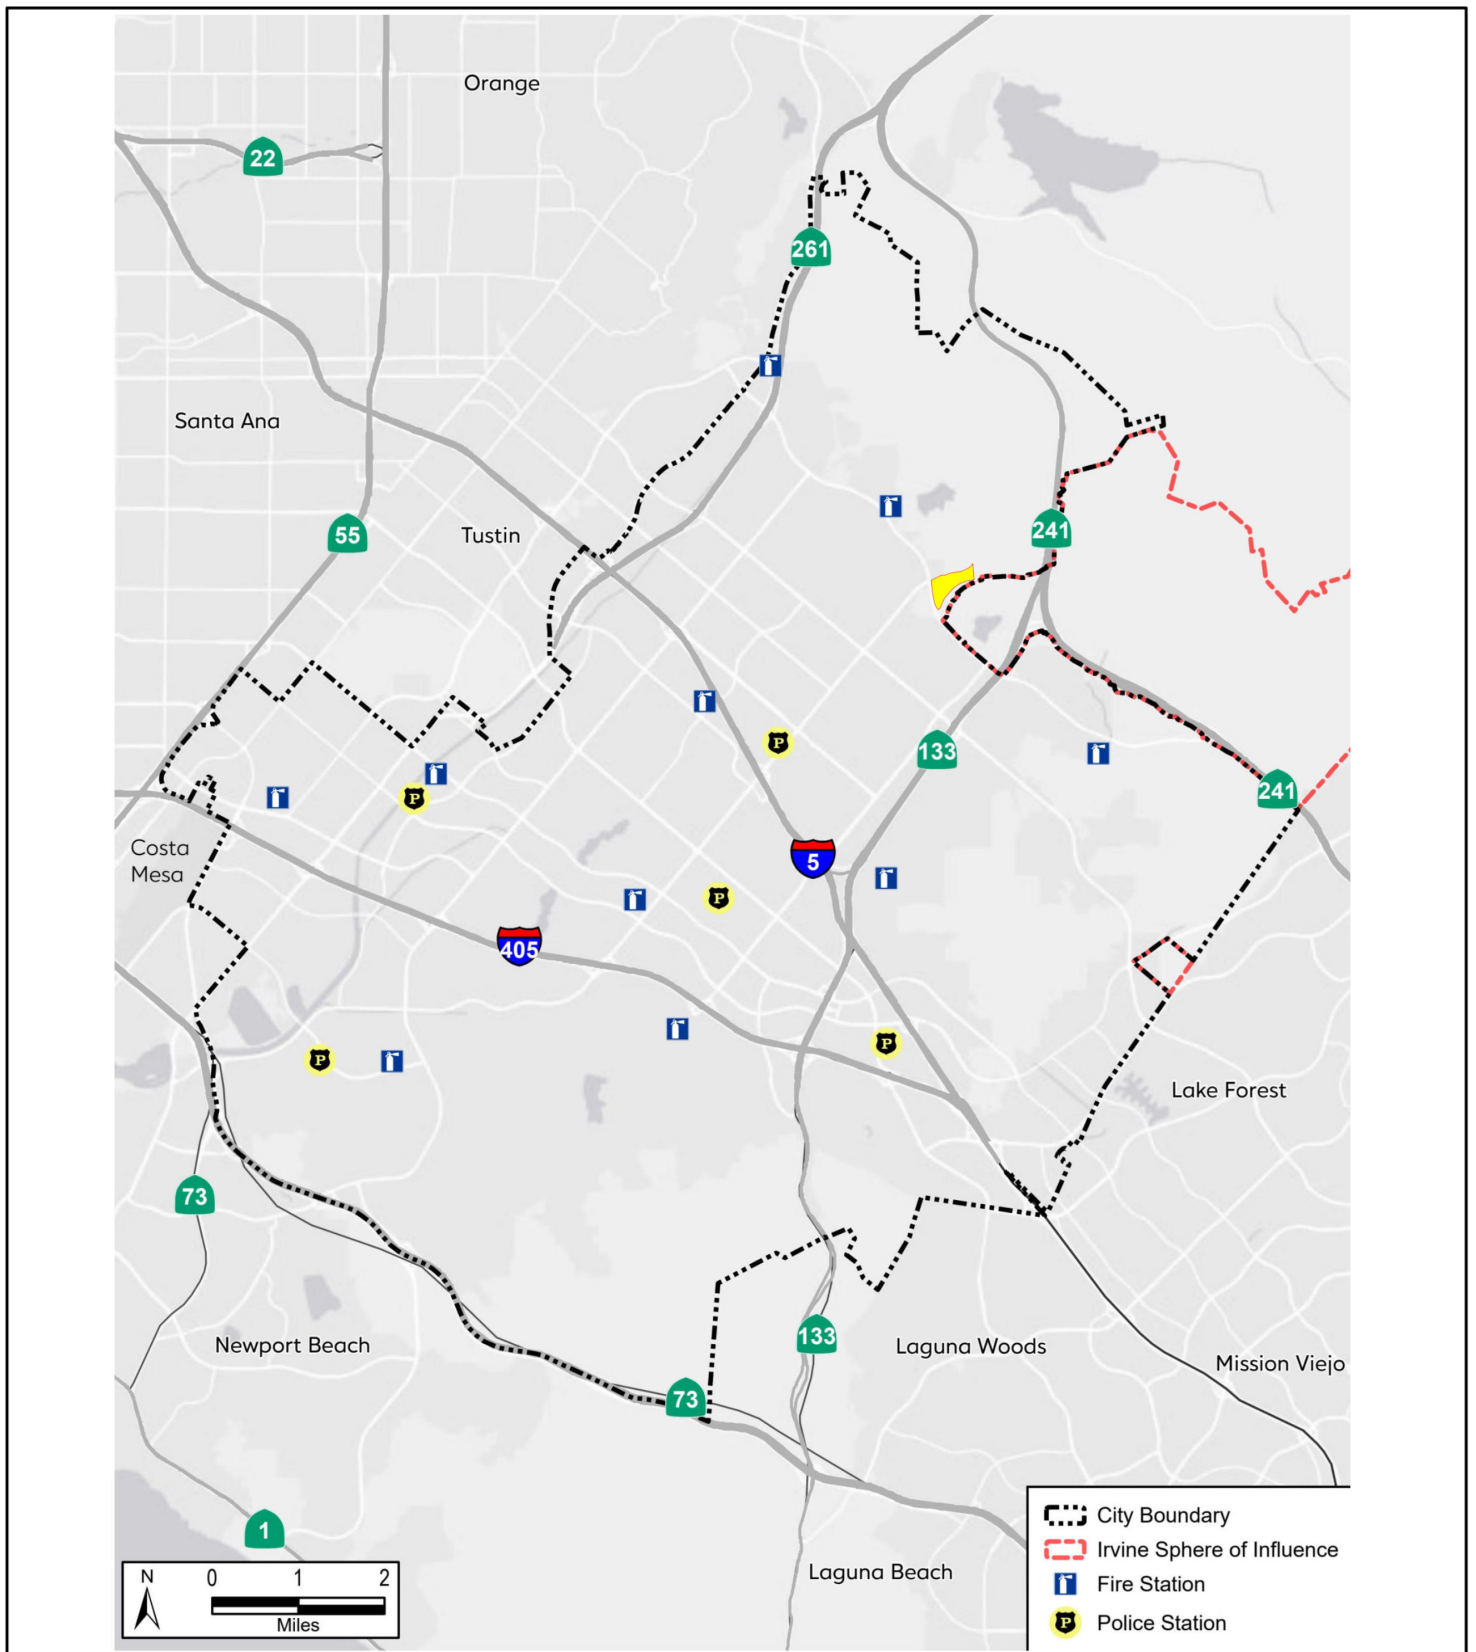 Orange
22
261
Santa Ana
55
Tustin
241
P
133
241
P
Costa
Mesa
5
P
405
P
P
Lake Forest
73
133
Newport Beach
Laguna Woods
Mission Viejo
73
1
Laguna Beach
N
0 1 2
Miles
City Boundary
Irvine Sphere of Influence
Fire Station
P Police Station